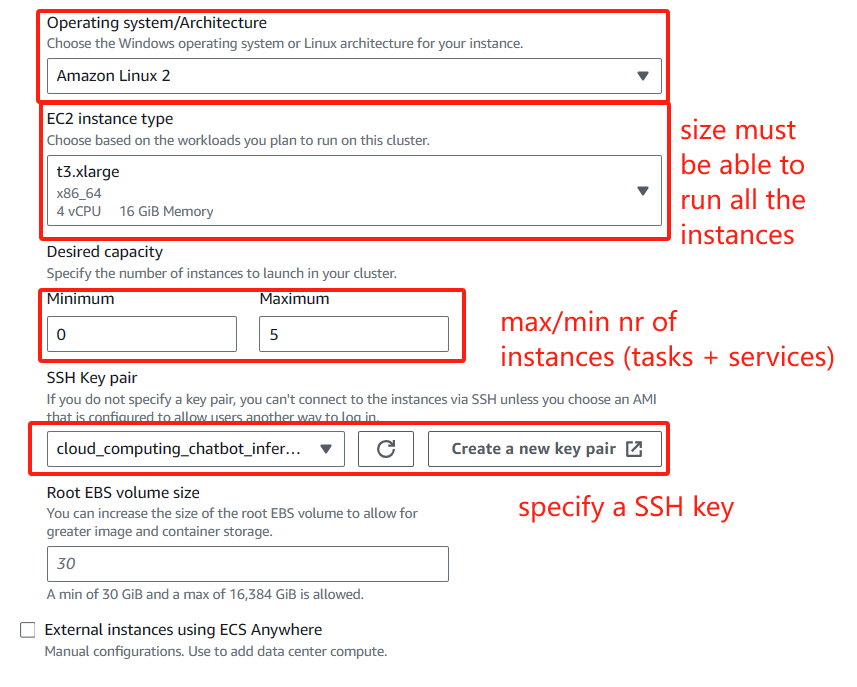 Operating system/Architecture
Choose the Windows operating system or Linux architecture for your instance.
Amazon Linux 2
EC2 instance type
Choose based on the workloads you plan to run on this cluster.
t3.xlarge
x86_64
4 vCPU 16 GiB Memory
size must
be able to
run all the
instances
Desired capacity
Specify the number of instances to launch in your cluster.
Minimum Maximum
0 5
max/min nr of
instances (tasks + services)
SSH Key pair
If you do not specify a key pair, you can't connect to the instances via SSH unless you choose an AMI
that is configured to allow users another way to log in.
cloud_computing_chatbot_infer... Create a new key pair
specify a SSH key
Root EBS volume size
You can increase the size of the root EBS volume to allow for
greater image and container storage.
30
A min of 30 GiB and a max of 16,384 GiB is allowed.
External instances using ECS Anywhere
Manual configurations. Use to add data center compute.